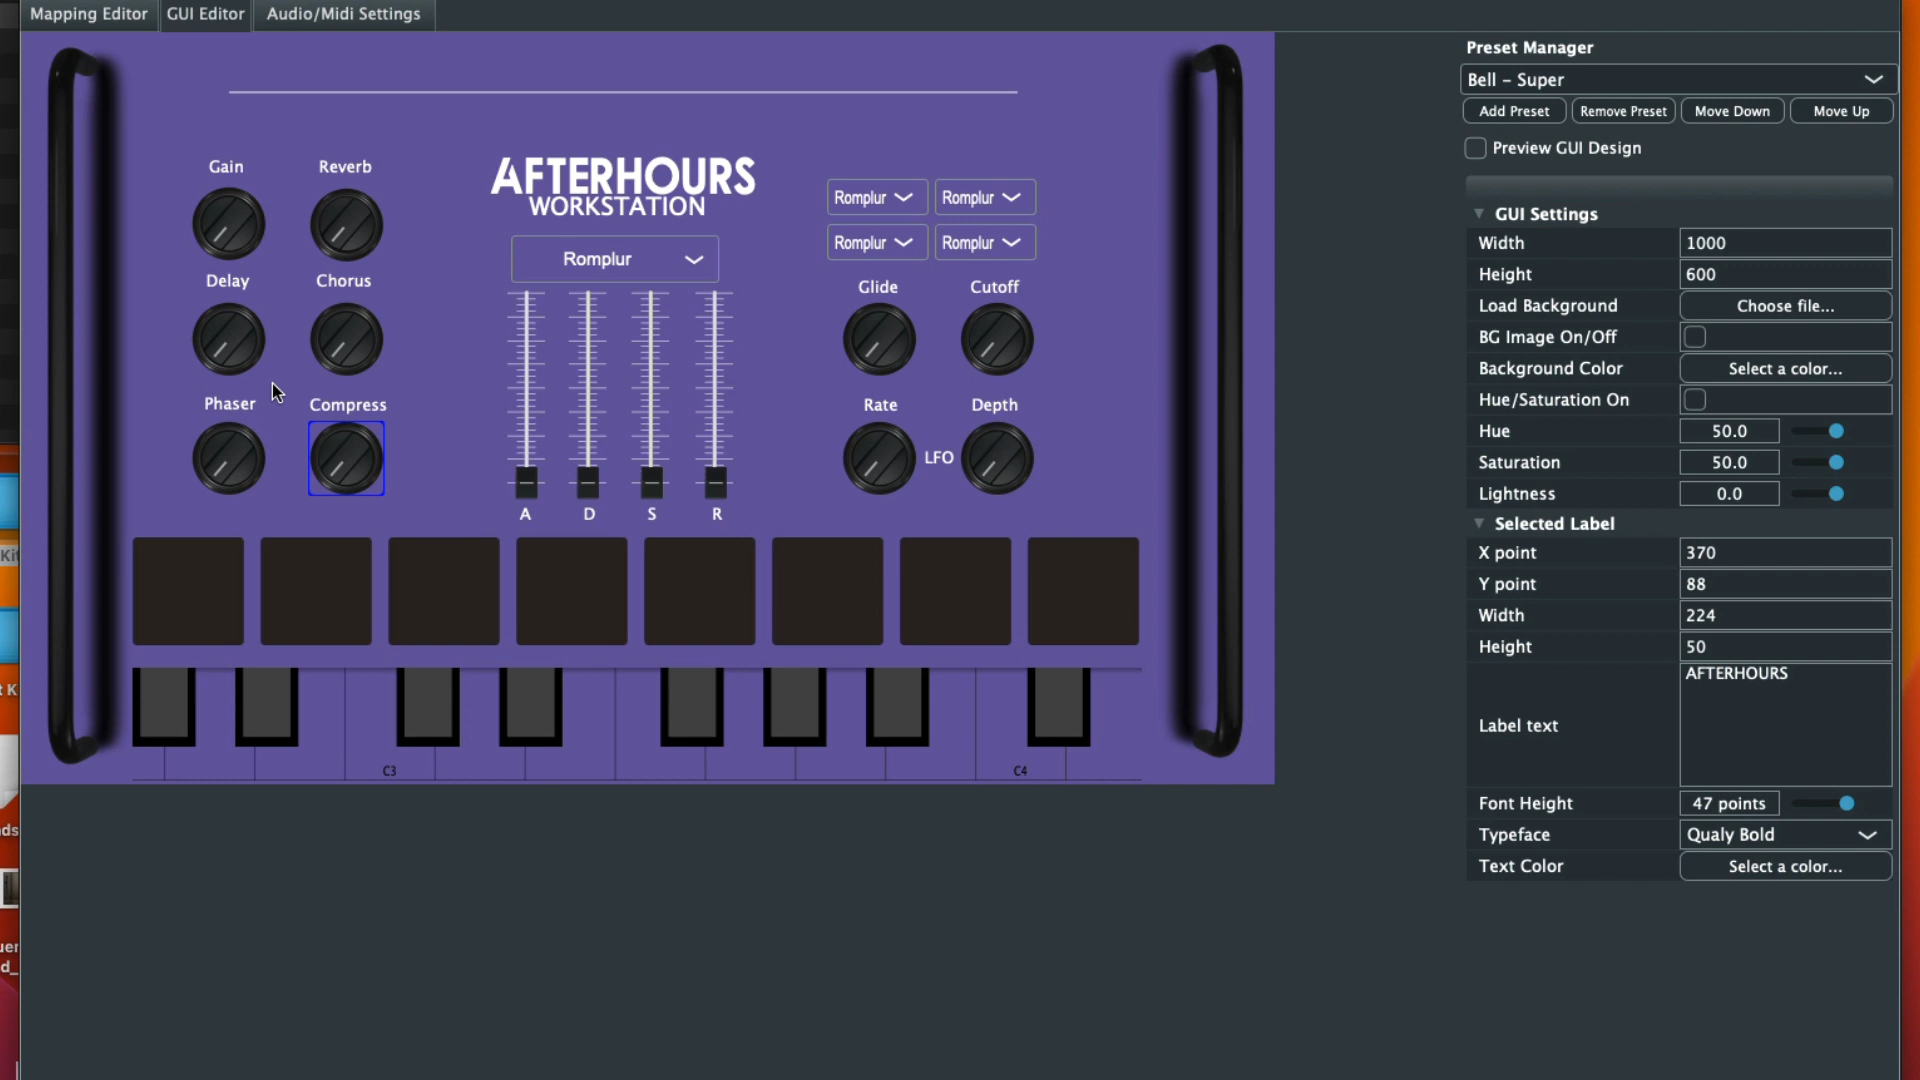 Mapping Editor
GUI Editor
Audio/Midi Settings
Preset Manager
Bell – Super
Add Preset
Remove Preset
Move Down
Move Up
Preview GUI Design
Gain
Reverb
AFTERHOURS
WORKSTATION
Romplur
Romplur
Romplur
Romplur
Romplur
Delay
Chorus
Glide
Cutoff
Phaser
Compress
Rate
Depth
LFO
A
D
S
R
C3
C4
GUI Settings
Width
1000
Height
600
Load Background
Choose file...
BG Image On/Off
Background Color
Select a color...
Hue/Saturation On
Hue
50.0
Saturation
50.0
Lightness
0.0
Selected Label
X point
370
Y point
88
Width
224
Height
50
Label text
AFTERHOURS
Font Height
47 points
Typeface
Qualy Bold
Text Color
Select a color...